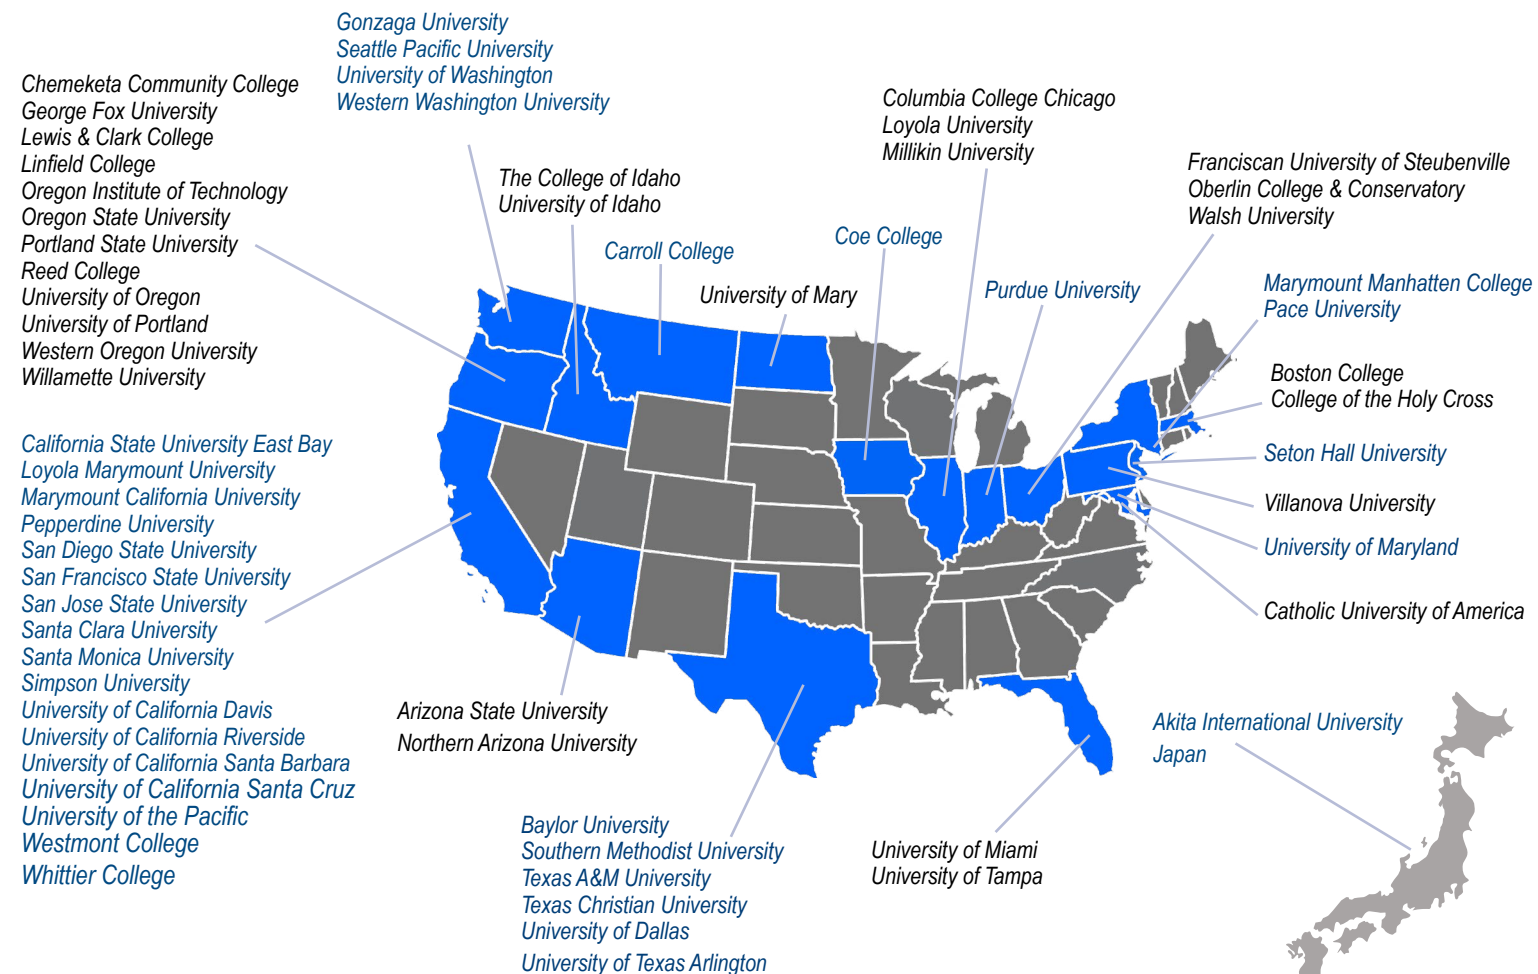 Gonzaga University
Seattle Pacific University
University of Washington
Western Washington University
Chemeketa Community College
George Fox University
Lewis & Clark College
Linfield College
Oregon Institute of Technology
Oregon State University
Portland State University
Reed College
University of Oregon
University of Portland
Western Oregon University
Willamette University
The College of Idaho
University of Idaho
Carroll College
University of Mary
Coe College
Columbia College Chicago
Loyola University
Millikin University
Purdue University
Franciscan University of Steubenville
Oberlin College & Conservatory
Walsh University
Marymount Manhatten College
Pace University
Boston College
College of the Holy Cross
Seton Hall University
Villanova University
University of Maryland
Catholic University of America
California State University East Bay
Loyola Marymount University
Marymount California University
Pepperdine University
San Diego State University
San Francisco State University
San Jose State University
Santa Clara University
Santa Monica University
Simpson University
University of California Davis
University of California Riverside
University of California Santa Barbara
University of California Santa Cruz
University of the Pacific
Westmont College
Whittier College
Arizona State University
Northern Arizona University
Baylor University
Southern Methodist University
Texas A&M University
Texas Christian University
University of Dallas
University of Texas Arlington
University of Miami
University of Tampa
Akita International University
Japan